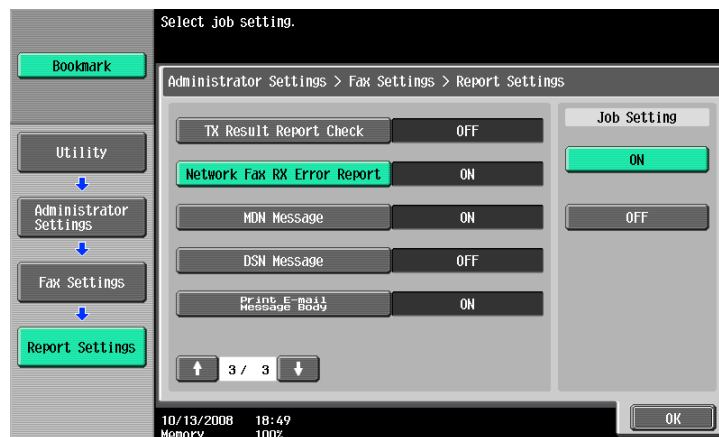 Select job setting.
Bookmark
Administrator Settings > Fax Settings > Report Settings
Utility
Administrator
Settings
Fax Settings
Report Settings
TX Result Report Check OFF
Network Fax RX Error Report ON
MDN Message ON
DSN Message OFF
Print E-mail
Message Body ON
3 / 3
Job Setting
ON
OFF
10/13/2008 18:49
Memory 100%
OK